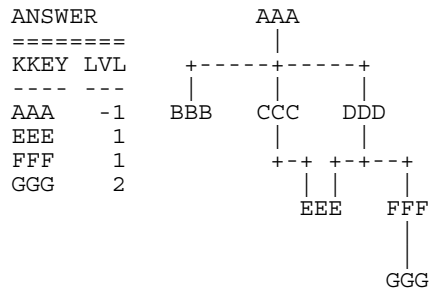 ANSWER AAA
========
KKEY LVL
---- ---
AAA -1 BBB CCC DDD
EEE 1
FFF 1
GGG 2
EEE FFF
GGG